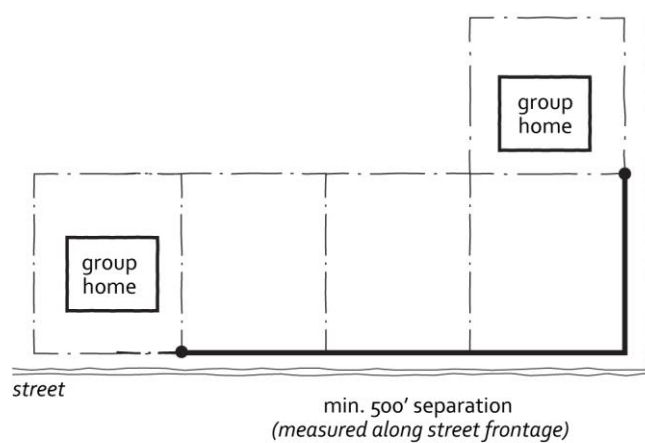 group
home
group
home
street
min. 500' separation
(measured along street frontage)